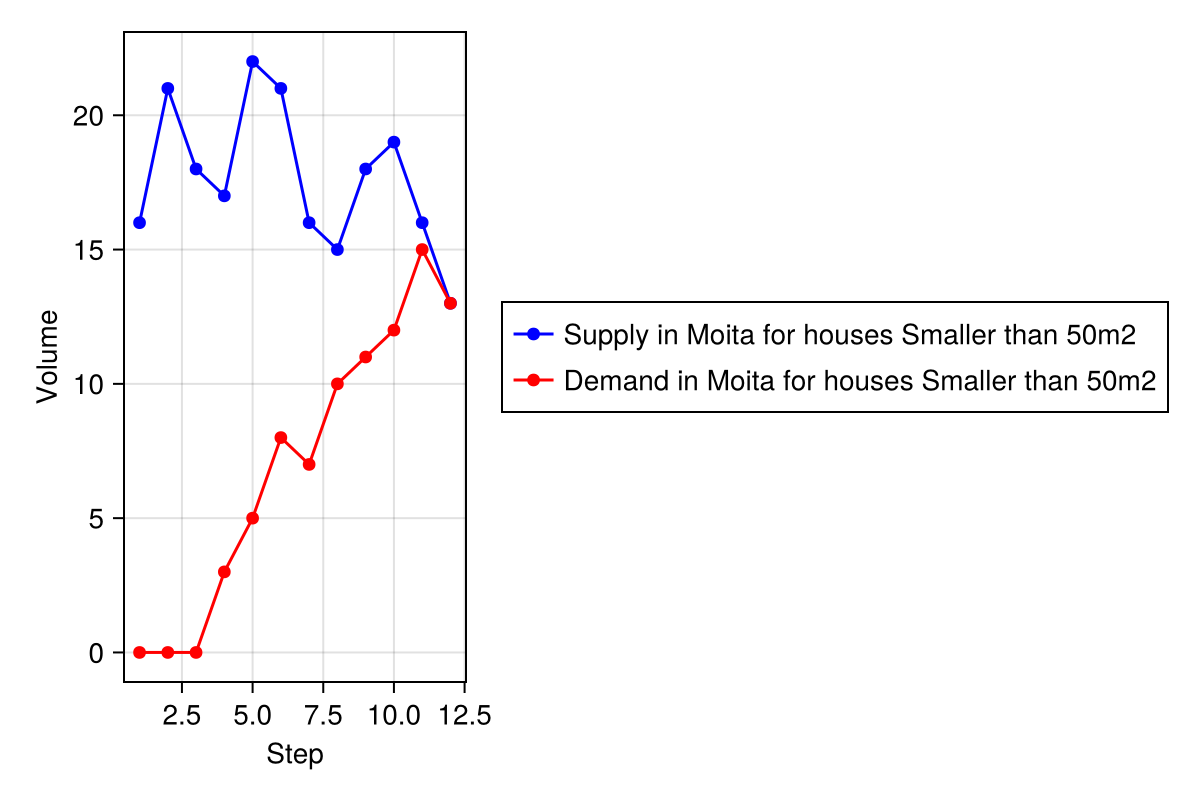 20
15
10
5
0
Volume
2.5 5.0 7.5 10.0 12.5
Step
Supply in Moita for houses Smaller than 50m2
Demand in Moita for houses Smaller than 50m2